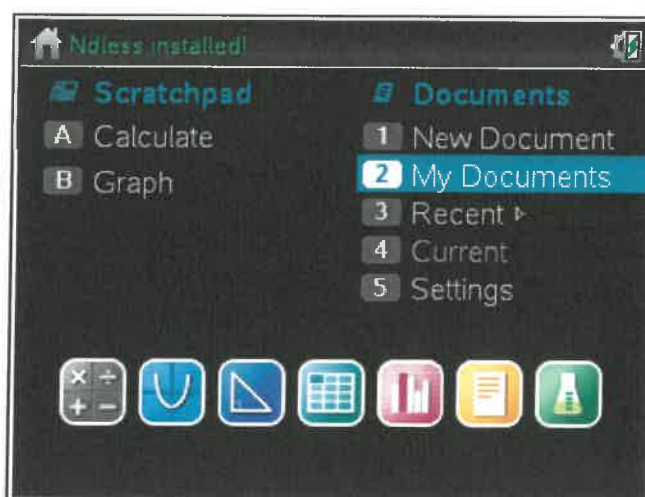 Ndless installed!
Scratchpad
A Calculate
B Graph
Documents
1 New Document
2 My Documents
3 Recent ▹
4 Current
5 Settings